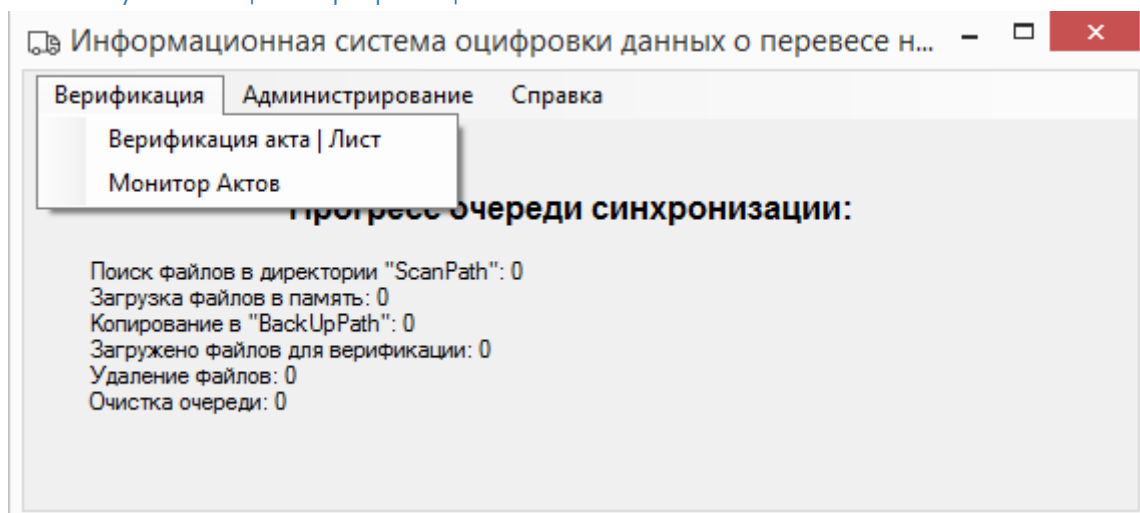 Информационная система оцифровки данных о перевесе н...
Верификация Администрирование Справка
Верификация акта | Лист
Монитор Актов
Прогресс очереди синхронизации:
Поиск файлов в директории "ScanPath": 0
Загрузка файлов в память: 0
Копирование в "BackUpPath": 0
Загружено файлов для верификации: 0
Удаление файлов: 0
Очистка очереди: 0